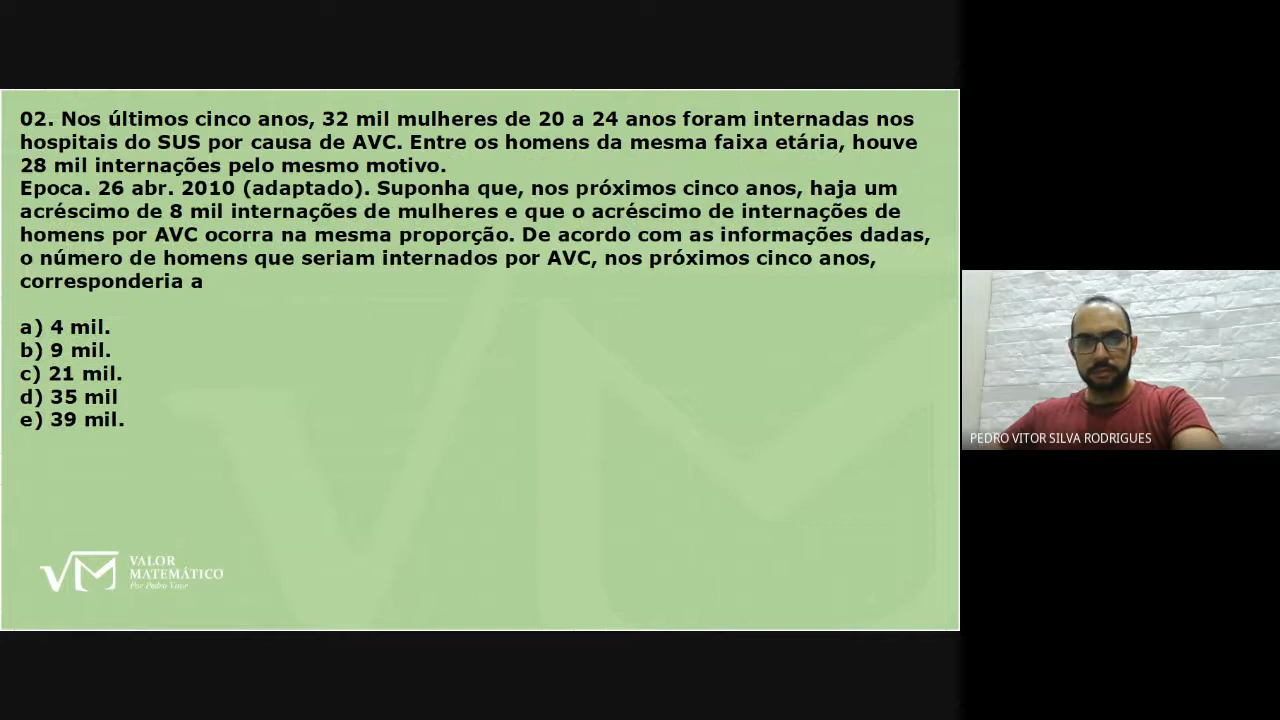 02. Nos últimos cinco anos, 32 mil mulheres de 20 a 24 anos foram internadas nos
hospitais do SUS por causa de AVC. Entre os homens da mesma faixa etária, houve
28 mil internações pelo mesmo motivo.
Epoca. 26 abr. 2010 (adaptado). Suponha que, nos próximos cinco anos, haja um
acréscimo de 8 mil internações de mulheres e que o acréscimo de internações de
homens por AVC ocorra na mesma proporção. De acordo com as informações dadas,
o número de homens que seriam internados por AVC, nos próximos cinco anos,
corresponderia a
a) 4 mil.
b) 9 mil.
c) 21 mil.
d) 35 mil
e) 39 mil.
PEDRO VITOR SILVA RODRIGUES
VM
VALOR
MATEMÁTICO
Por Pedro Vitor